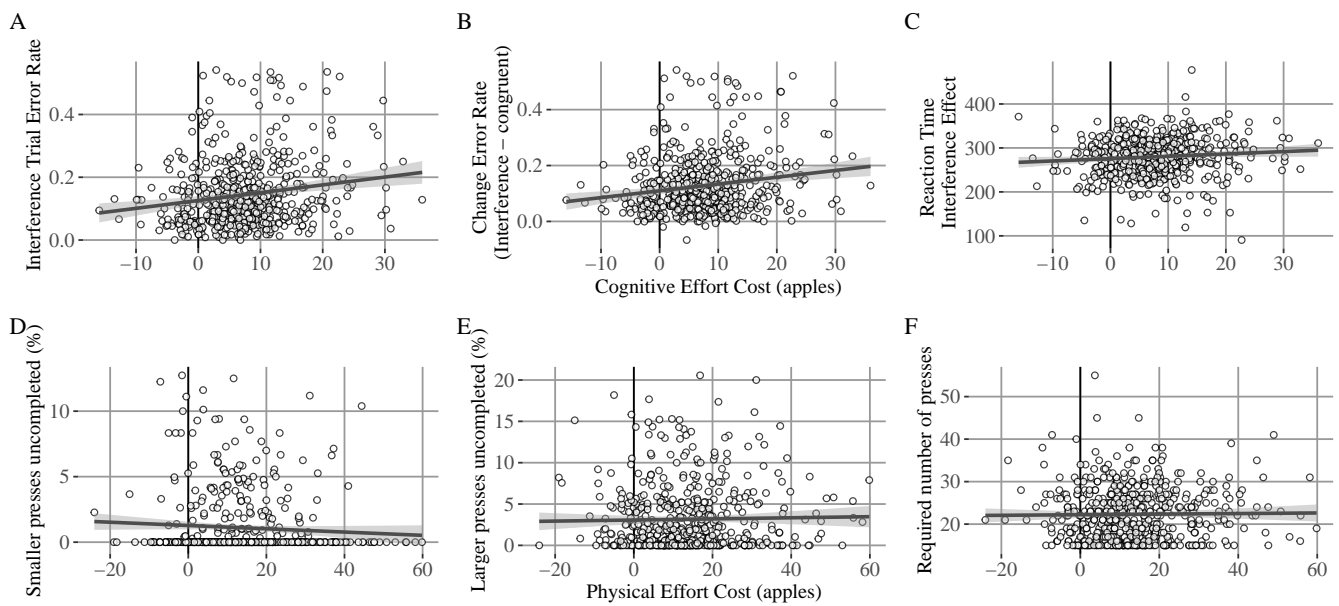 A
B
C
Interference Trial Error Rate
0.4
0.2
0.0
−10 0 10 20 30
Change Error Rate
(Interference − congruent)
0.4
0.2
0.0
−10 0 10 20 30
Cognitive Effort Cost (apples)
Reaction Time
Interference Effect
400
300
200
100
−10 0 10 20 30
D
E
F
Smaller presses uncompleted (%)
10
5
0
−20 0 20 40 60
Larger presses uncompleted (%)
20
15
10
5
0
−20 0 20 40 60
Physical Effort Cost (apples)
Required number of presses
50
40
30
20
−20 0 20 40 60